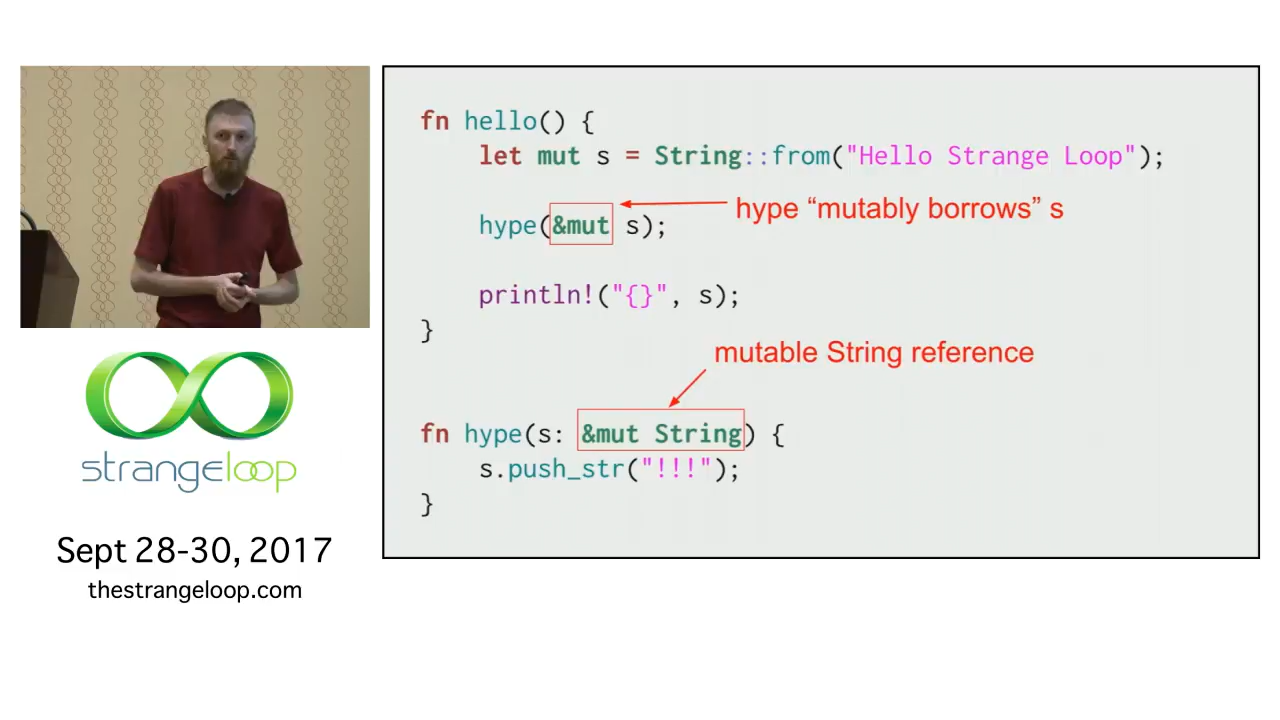 fn hello() {
let mut s = String::from("Hello Strange Loop");
hype(&mut s);
hype “mutably borrows” s
println!("{}", s);
}
mutable String reference
fn hype(s: &mut String) {
s.push_str("!!!");
}
strangeloop
Sept 28-30, 2017
thestrangeloop.com